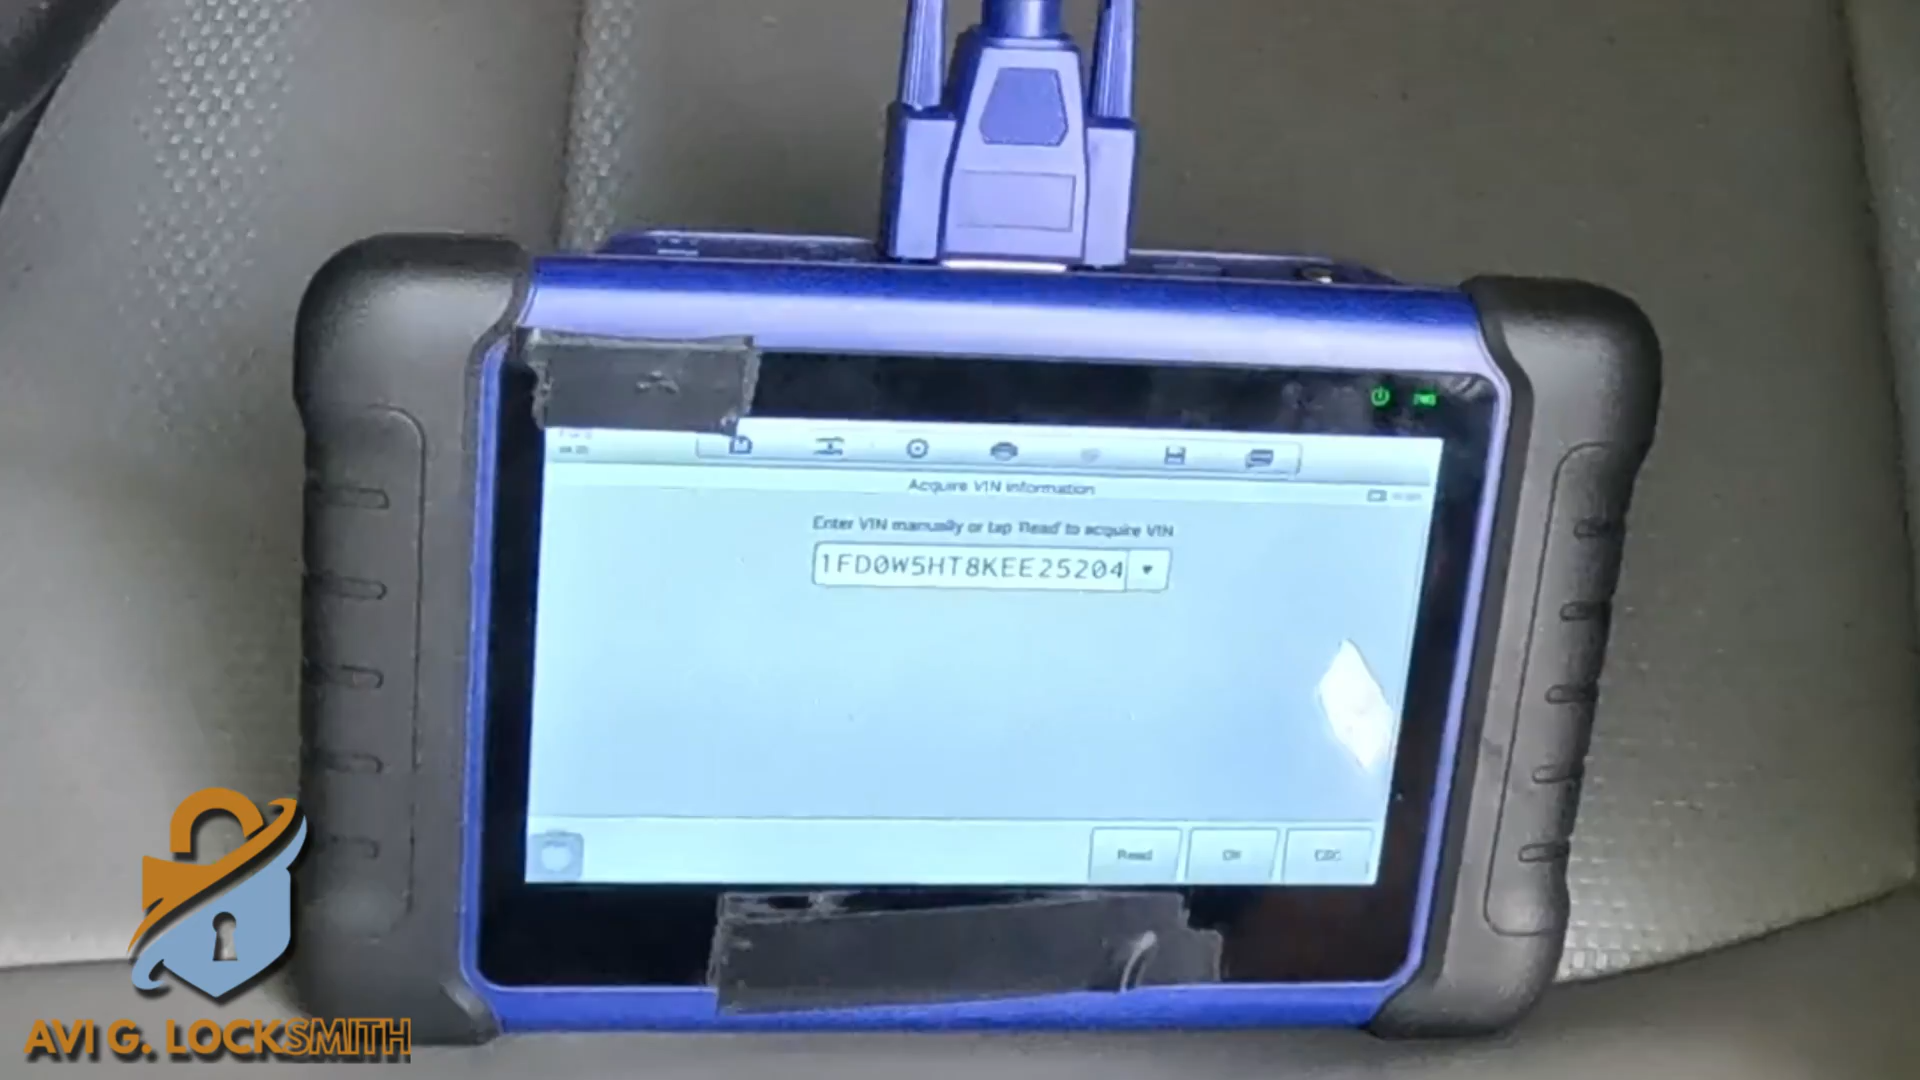 Acquire VIN information
Enter VIN manually or tap 'Read' to acquire VIN
1FD0W5HT8KEE25204
Read
OK
ESC
AVI G. LOCKSMITH